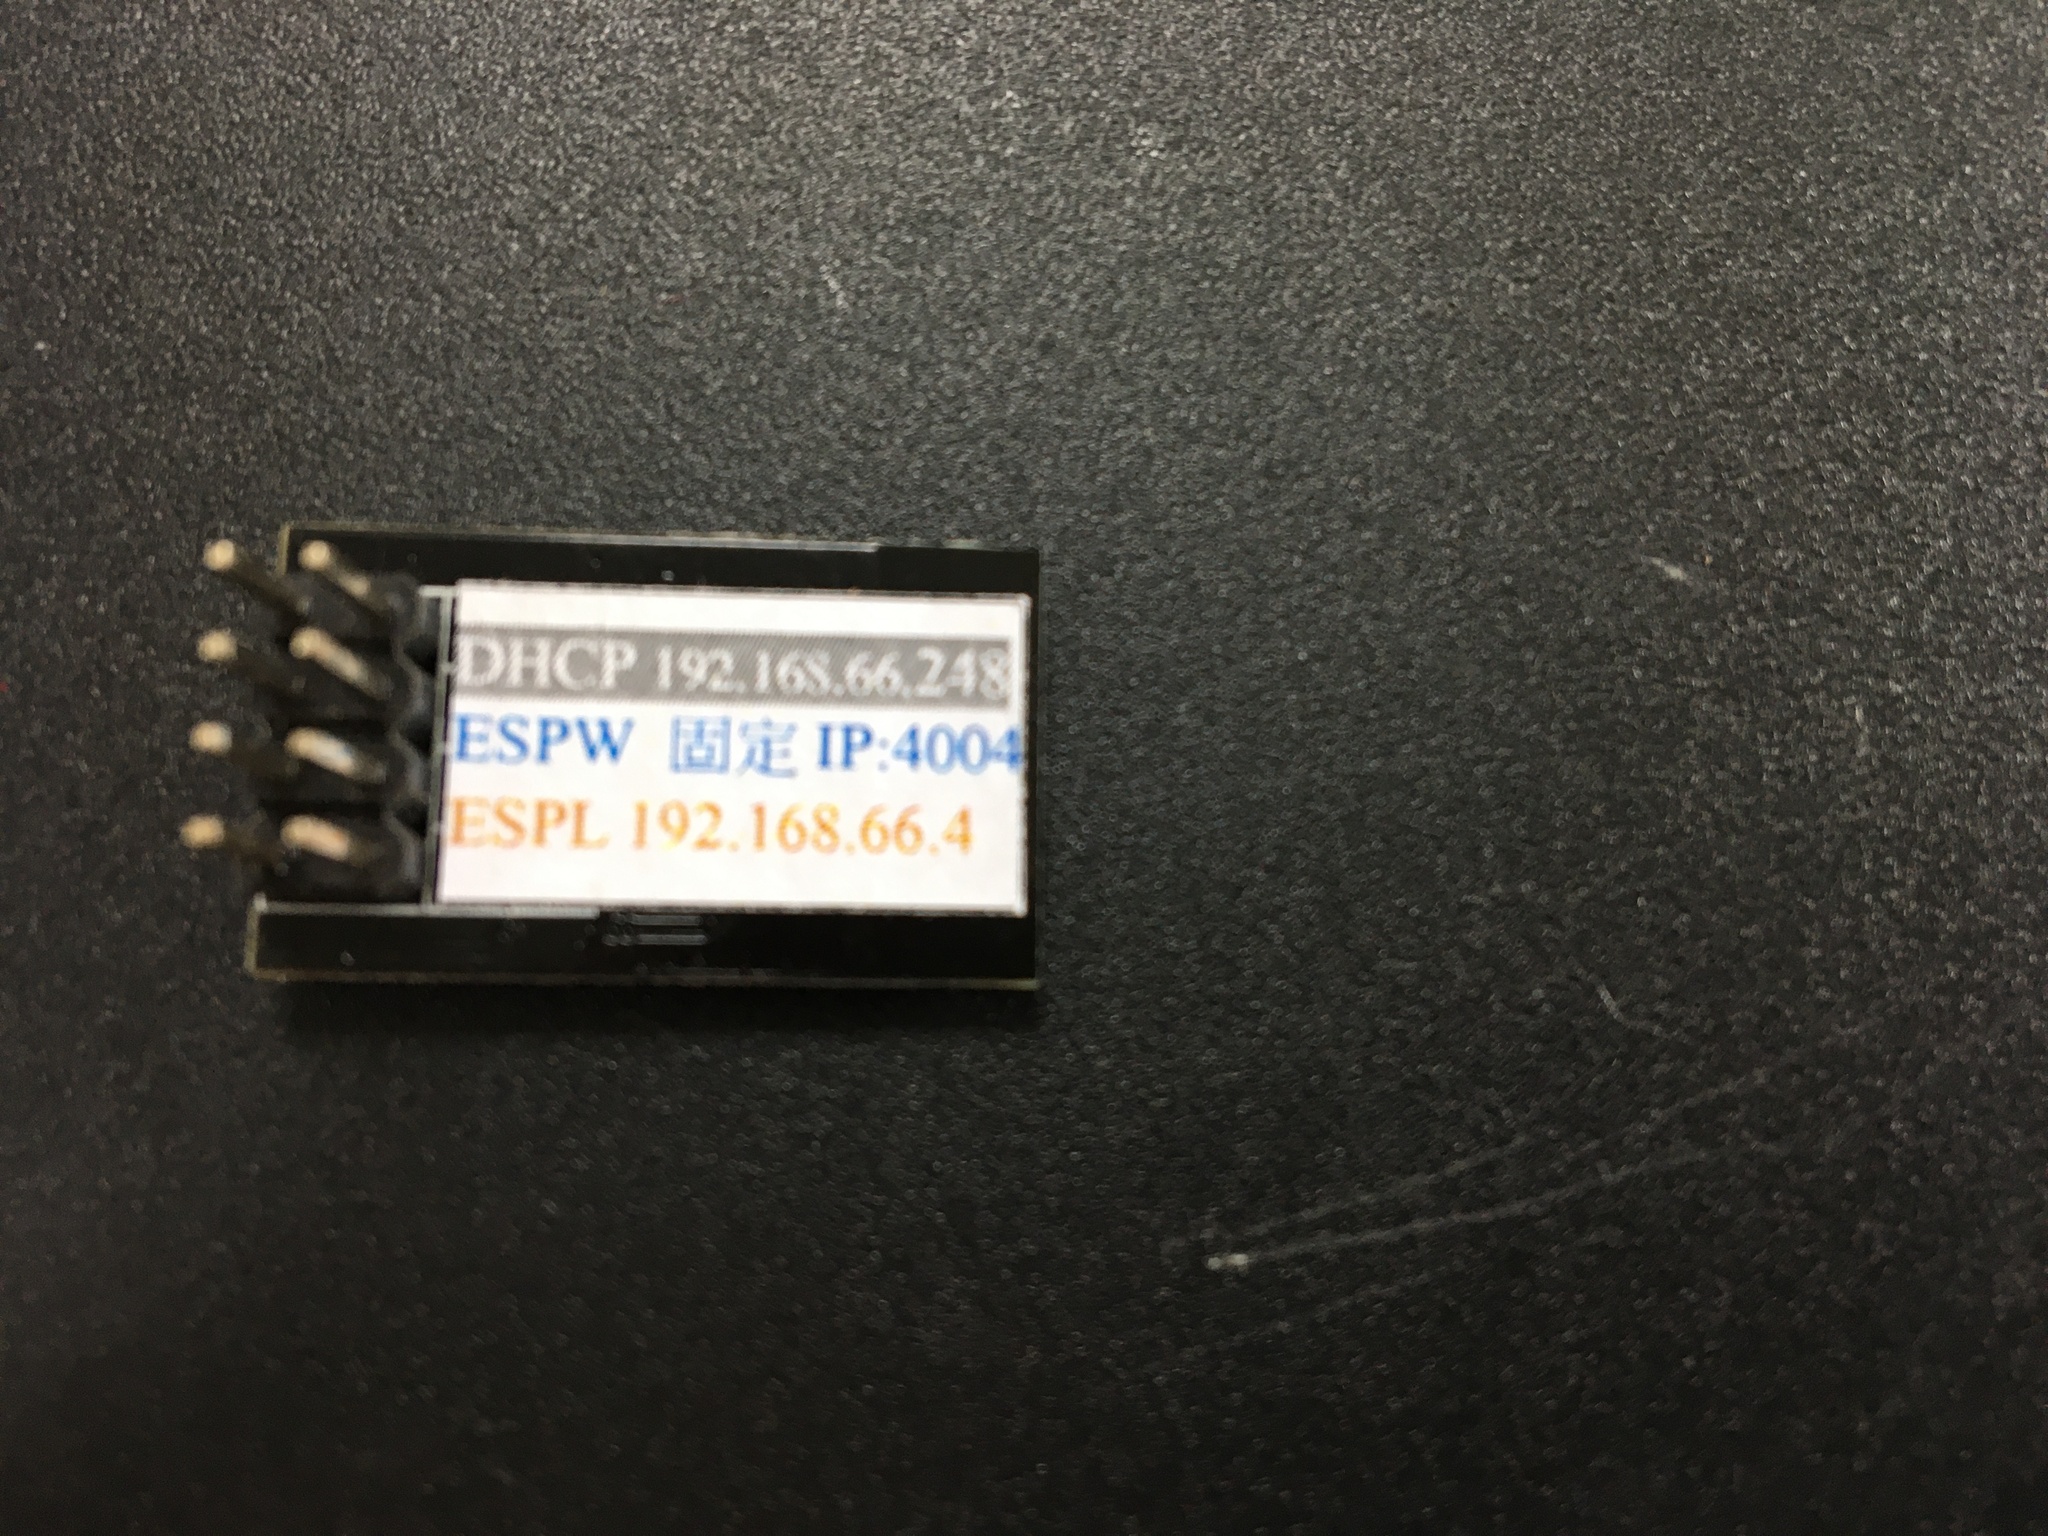 DHCP 192.168.66.248
ESPW 固定 IP:4004
ESPL 192.168.66.4